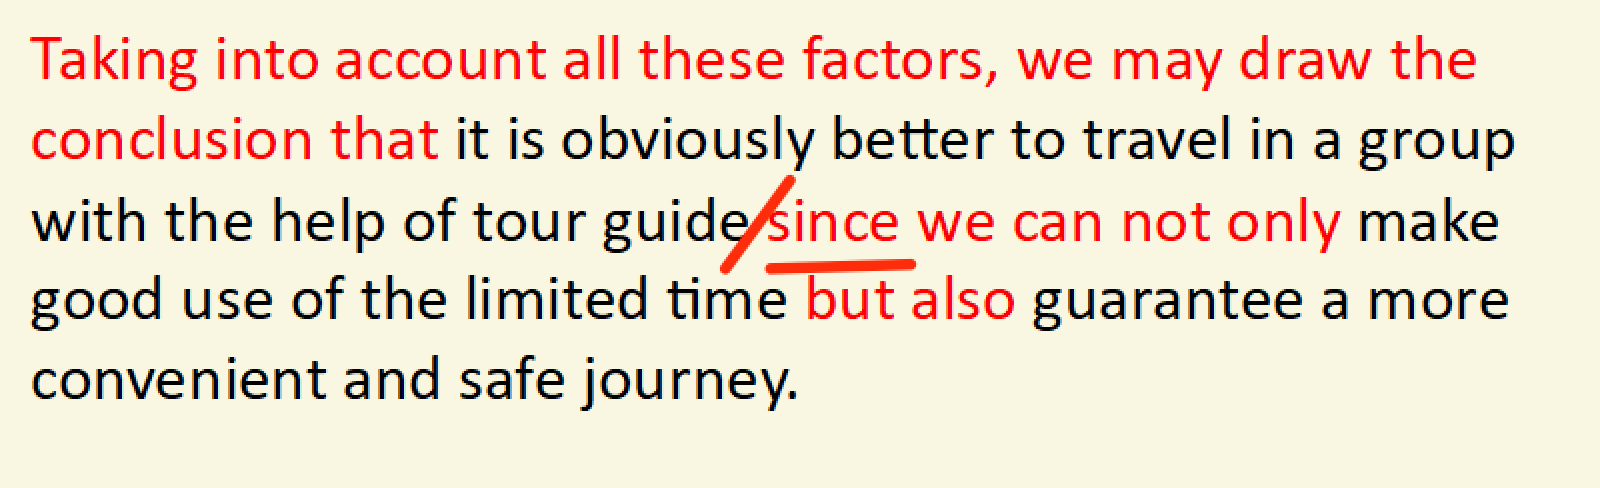 Taking into account all these factors, we may draw the
conclusion that it is obviously better to travel in a group
with the help of tour guide since we can not only make
good use of the limited time but also guarantee a more
convenient and safe journey.